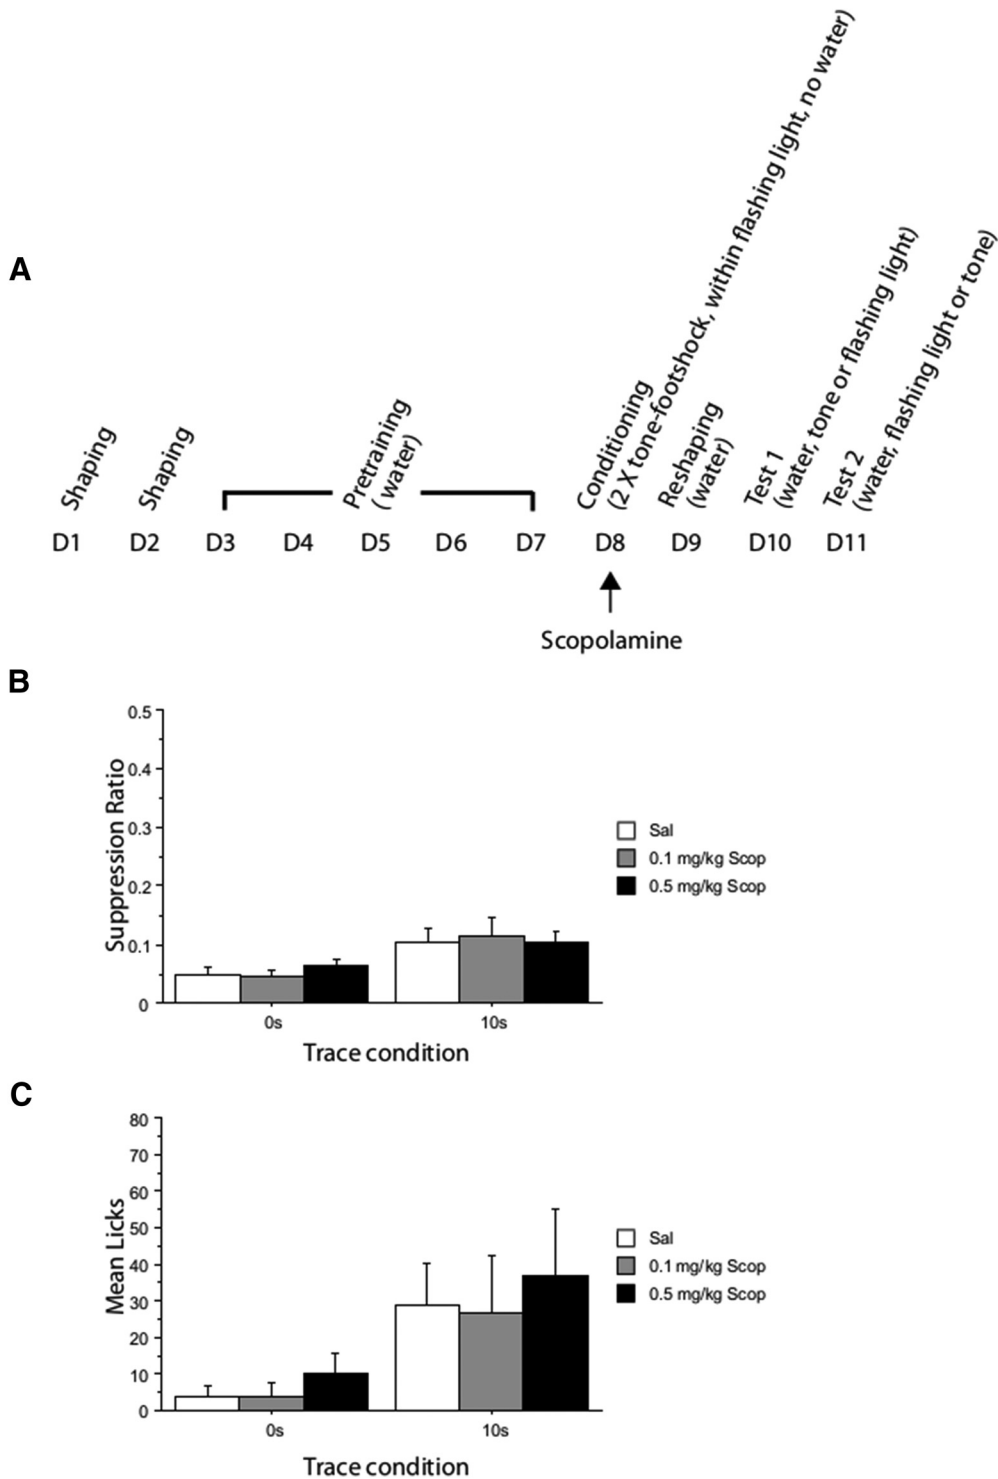 A
Shaping
Shaping
Pretraining
( water)
Conditioning
(2 X tone-footshock, within flashing light, no water)
Reshaping
(water)
Test 1
(water, tone or flashing light)
Test 2
(water, flashing light or tone)
D1 D2 D3 D4 D5 D6 D7 D8 D9 D10 D11
Scopolamine
B
Suppression Ratio
0.5
0.4
0.3
0.2
0.1
0
Sal
0.1 mg/kg Scop
0.5 mg/kg Scop
0s 10s
Trace condition
C
Mean Licks
80
70
60
50
40
30
20
10
0
Sal
0.1 mg/kg Scop
0.5 mg/kg Scop
0s 10s
Trace condition